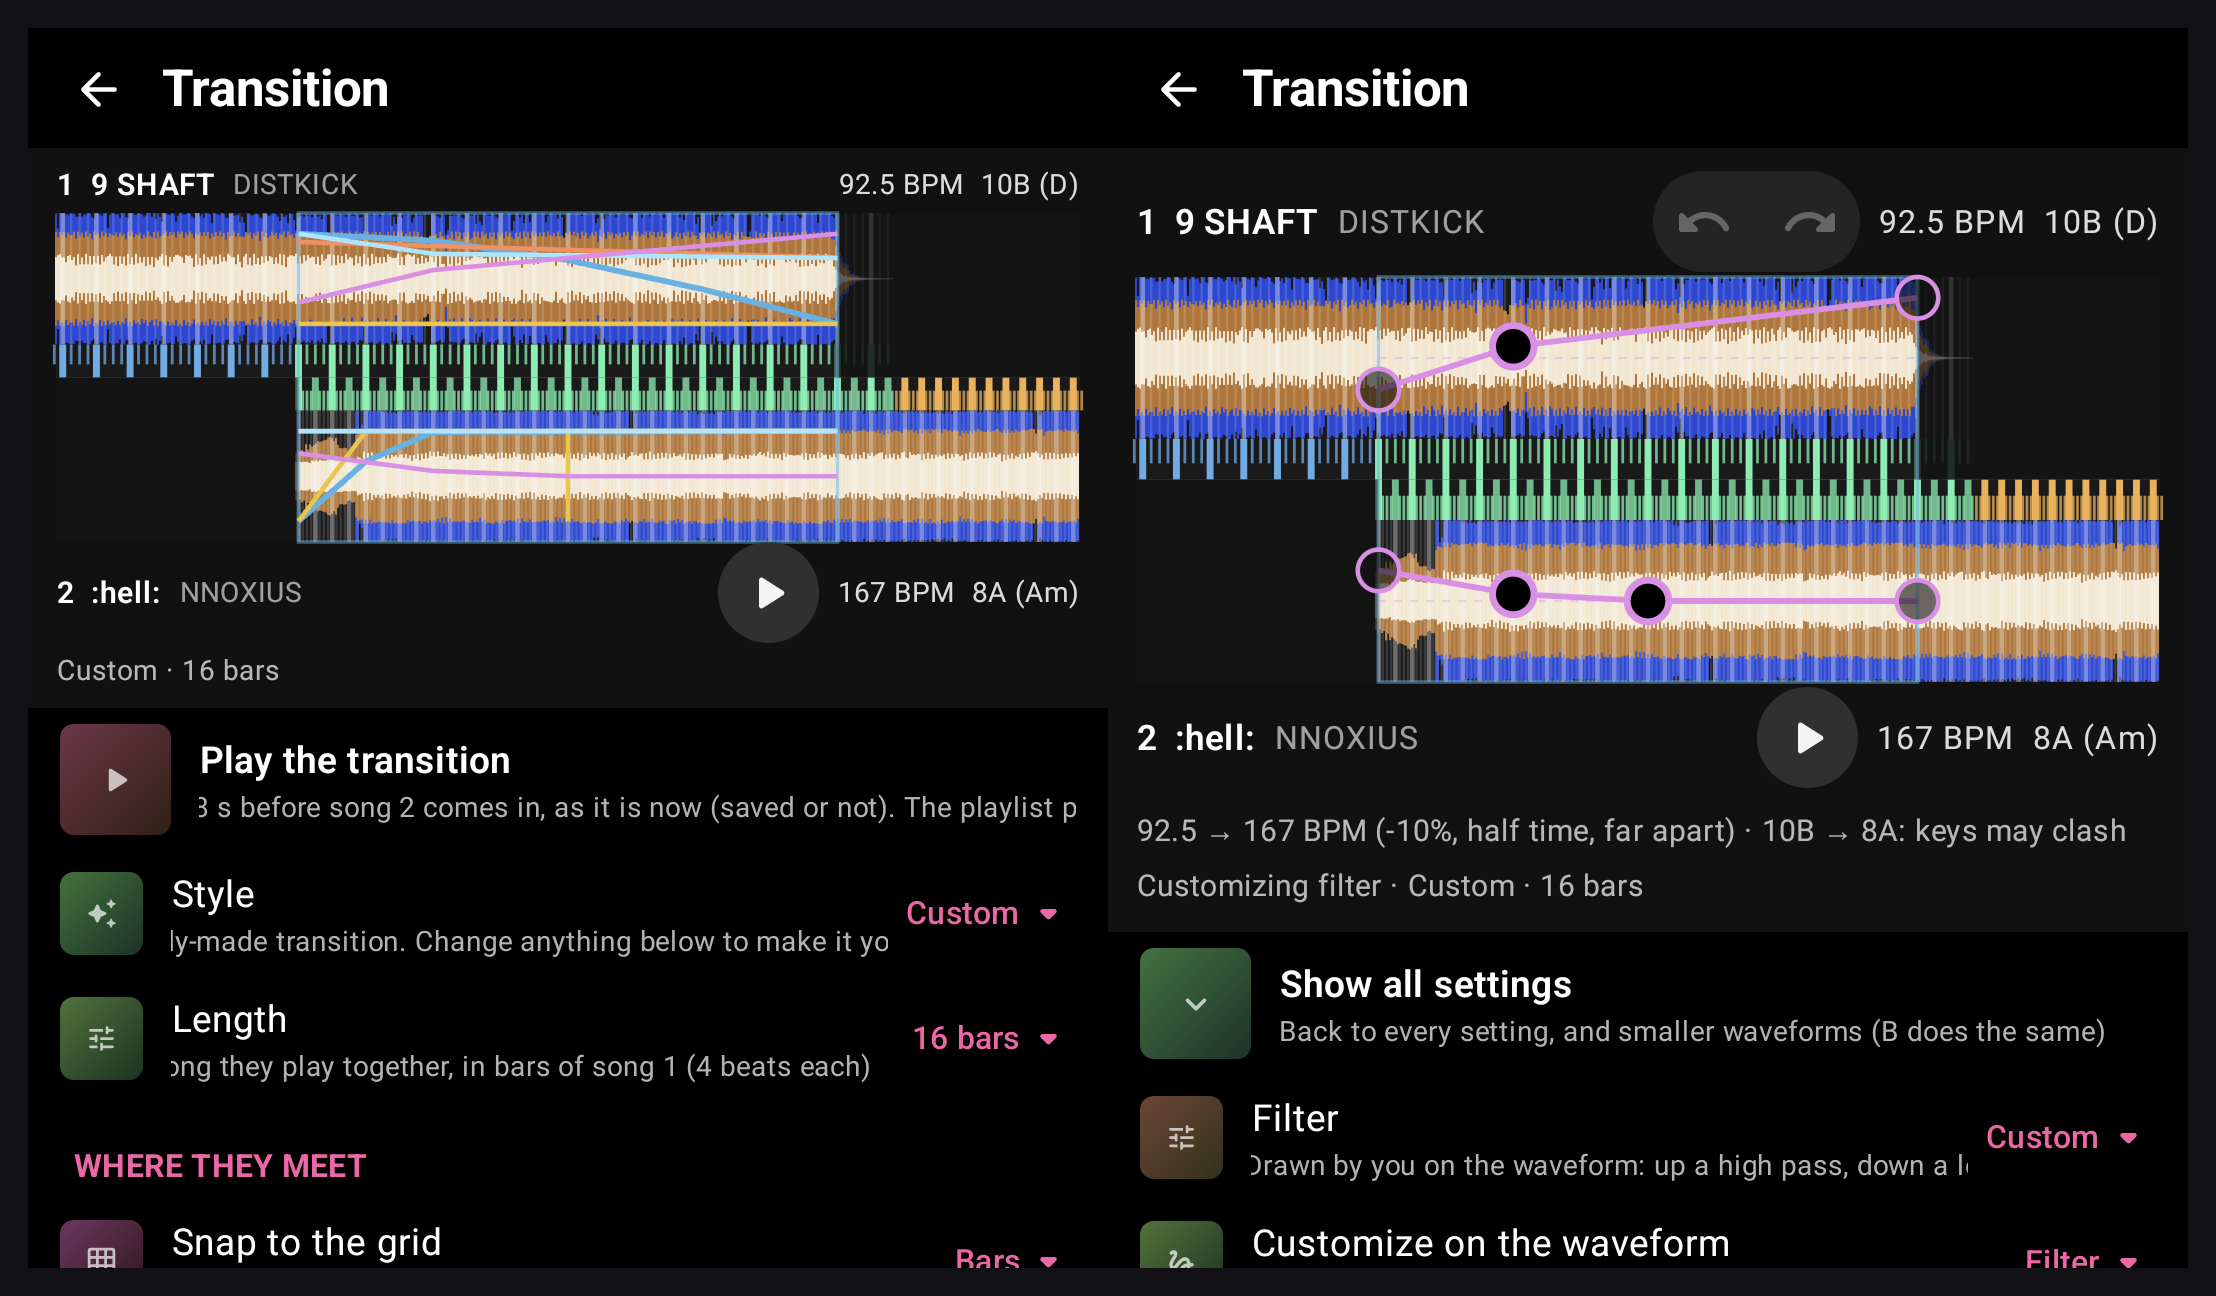 Transition
1 9 SHAFT DISTKICK 92.5 BPM 10B (D)
2 :hell: NNOXIUS 167 BPM 8A (Am)
Custom · 16 bars
Play the transition
3 s before song 2 comes in, as it is now (saved or not). The playlist p
Style
ly-made transition. Change anything below to make it yo
Custom
Length
ong they play together, in bars of song 1 (4 beats each)
16 bars
WHERE THEY MEET
Snap to the grid
Bars
Transition
1 9 SHAFT DISTKICK 92.5 BPM 10B (D)
2 :hell: NNOXIUS 167 BPM 8A (Am)
92.5 → 167 BPM (-10%, half time, far apart) · 10B → 8A: keys may clash
Customizing filter · Custom · 16 bars
Show all settings
Back to every setting, and smaller waveforms (B does the same)
Filter
Drawn by you on the waveform: up a high pass, down a l
Custom
Customize on the waveform
Filter